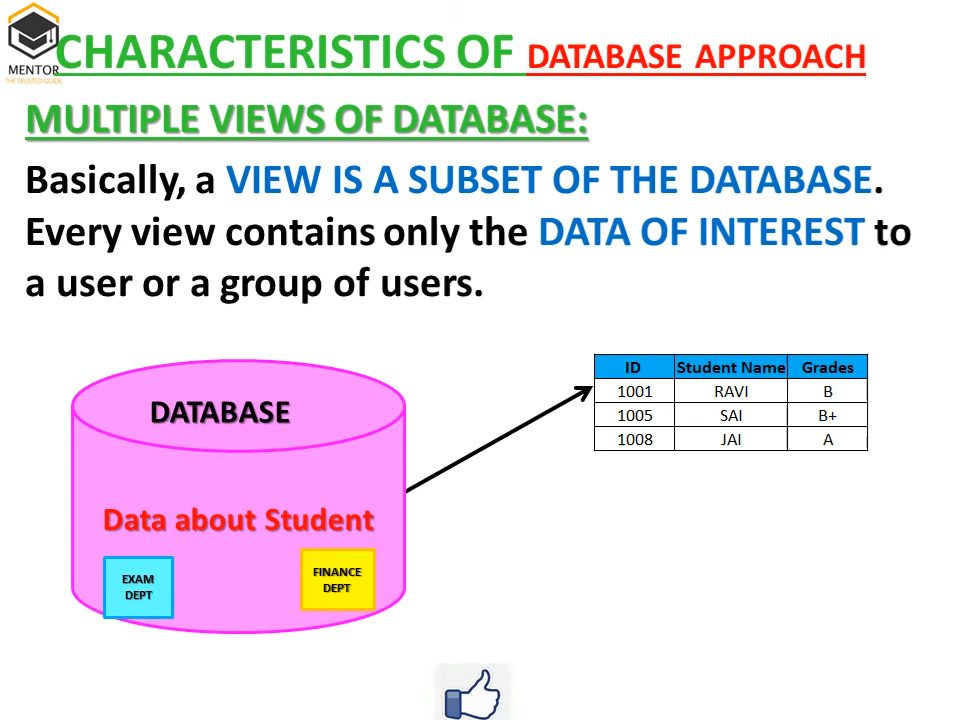 CHARACTERISTICS OF DATABASE APPROACH
MENTOR
THE TRUSTED GUIDE
MULTIPLE VIEWS OF DATABASE:
Basically, a VIEW IS A SUBSET OF THE DATABASE.
Every view contains only the DATA OF INTEREST to
a user or a group of users.
DATABASE
Data about Student
EXAM
DEPT
FINANCE
DEPT
ID Student Name Grades
1001 RAVI B
1005 SAI B+
1008 JAI A